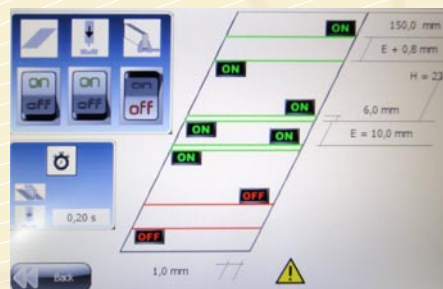 on
off
on
off
on
off
0,20 s
Back
ON
ON
ON
ON
ON
ON
OFF
OFF
150,0 mm
E + 0,8 mm
H = 22
6,0 mm
E = 10,0 mm
1,0 mm